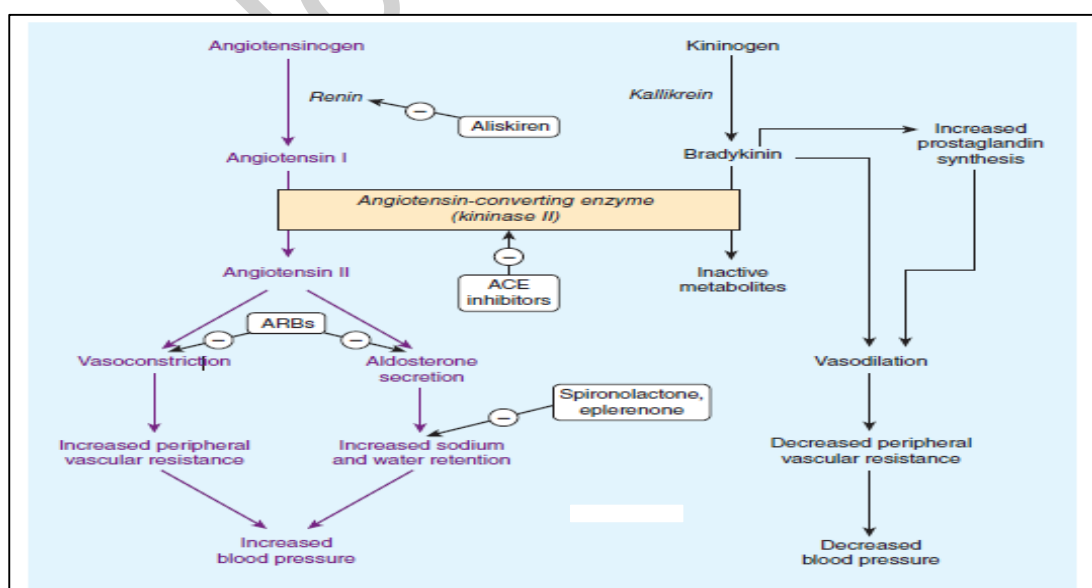 Angiotensinogen
Kininogen
Renin
−
Aliskiren
Kallikrein
Increased
prostaglandin
synthesis
Angiotensin I
Bradykinin
Angiotensin-converting enzyme
(kininase II)
−
Angiotensin II
ACE
inhibitors
Inactive
metabolites
−
ARBs
−
Vasoconstriction
Aldosterone
secretion
Vasodilation
−
Spironolactone,
eplerenone
Increased peripheral
vascular resistance
Increased sodium
and water retention
Decreased peripheral
vascular resistance
Increased
blood pressure
Decreased
blood pressure